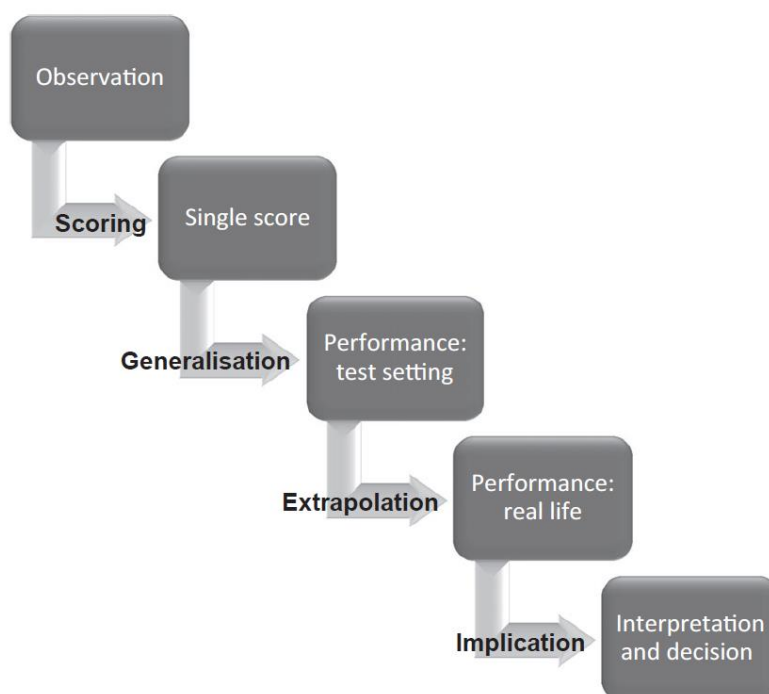 Observation
Scoring
Single score
Generalisation
Performance:
test setting
Extrapolation
Performance:
real life
Implication
Interpretation
and decision